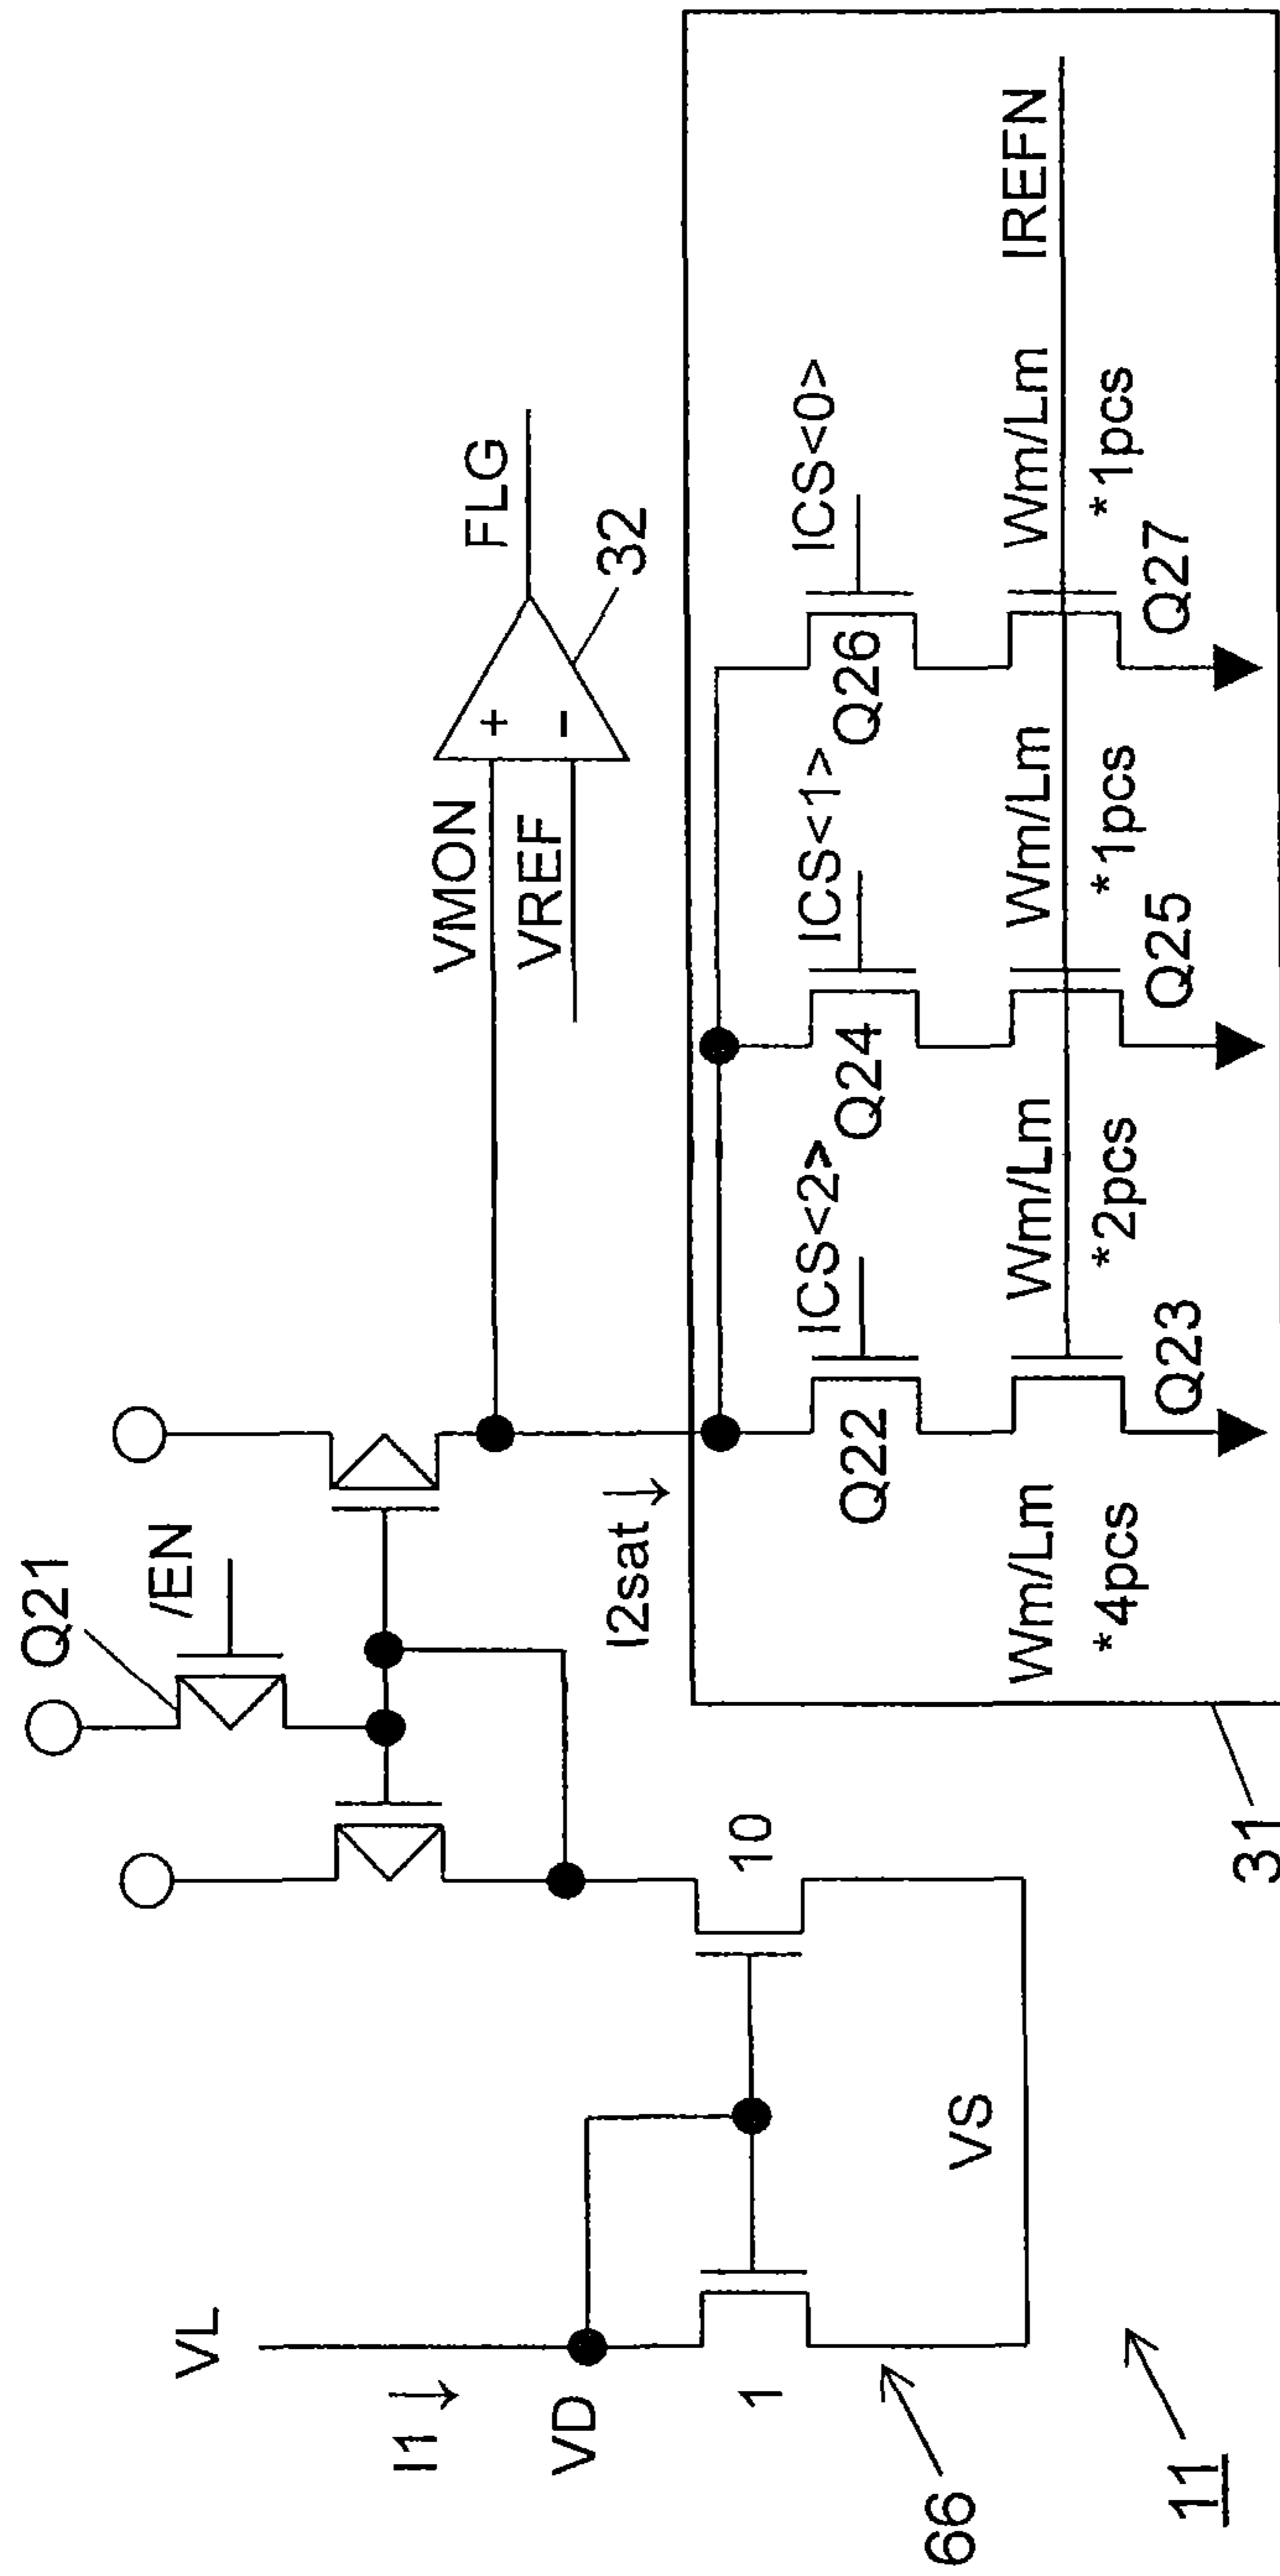 Q21
/EN
VL
I1
VD
1
10
VS
66
11
I2sat
VMON
VREF
+
-
FLG
32
ICS<2>
ICS<1>
ICS<0>
Q22
Q24
Q26
IREFN
Wm/Lm
*4pcs
Wm/Lm
*2pcs
Wm/Lm
*1pcs
Wm/Lm
*1pcs
Q23
Q25
Q27
31